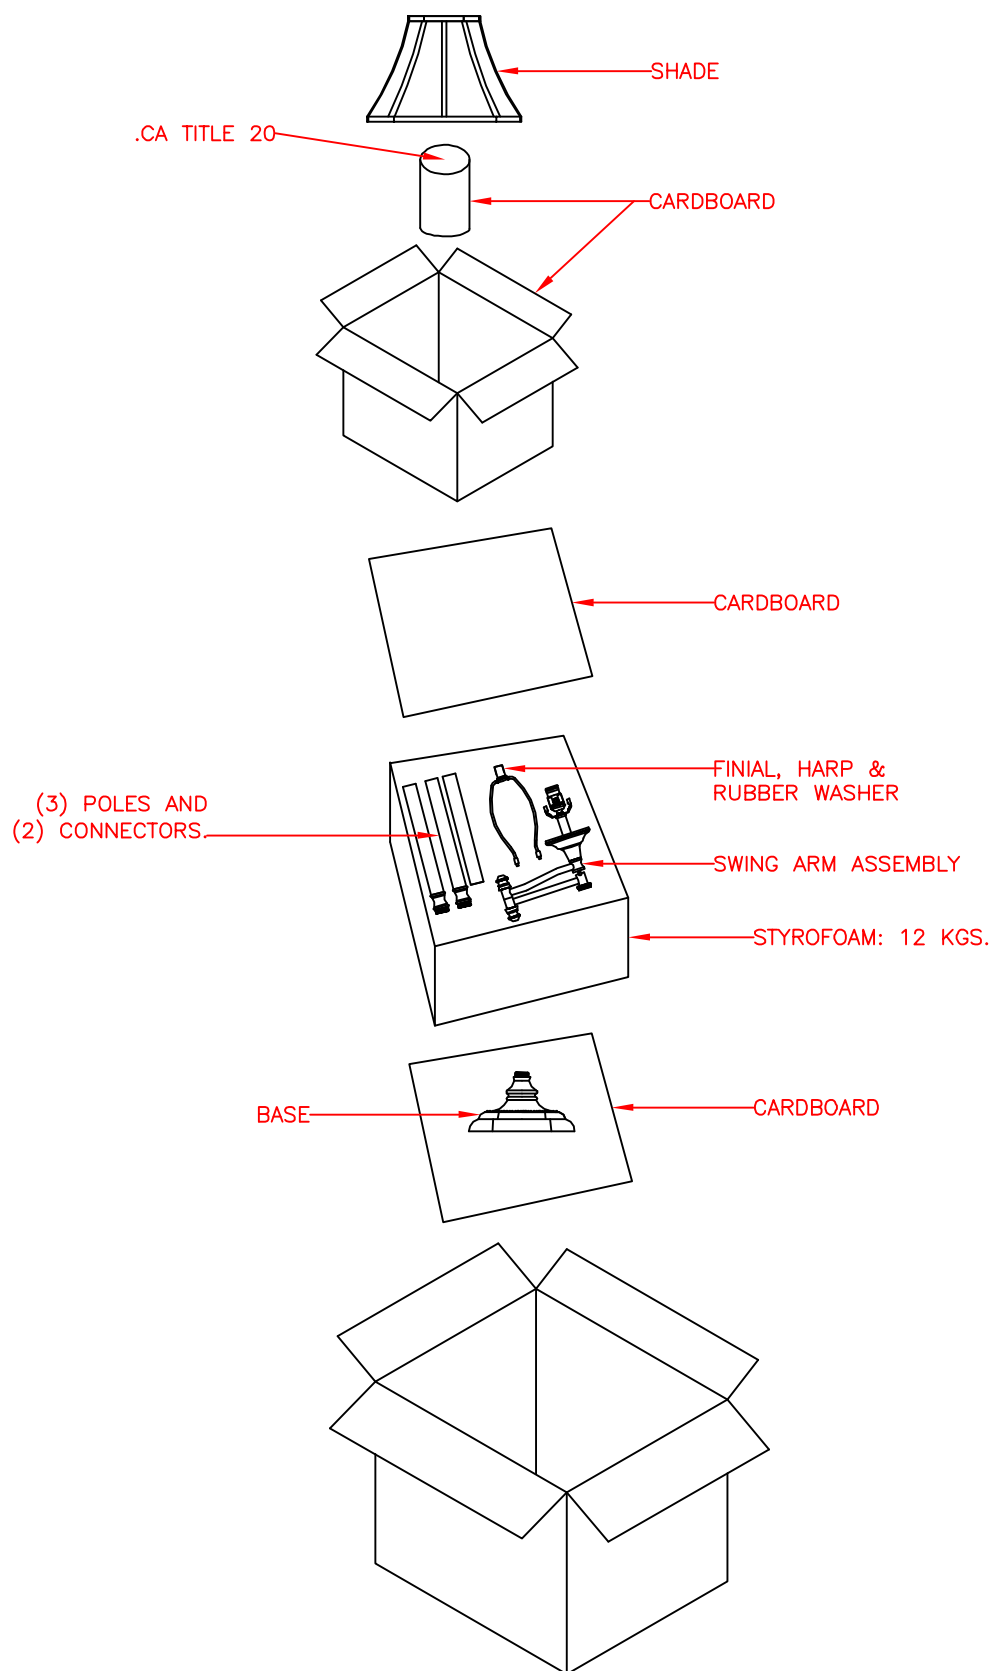 SHADE
.CA TITLE 20
CARDBOARD
CARDBOARD
FINIAL, HARP &
RUBBER WASHER
(3) POLES AND
(2) CONNECTORS.
SWING ARM ASSEMBLY
STYROFOAM: 12 KGS.
BASE
CARDBOARD